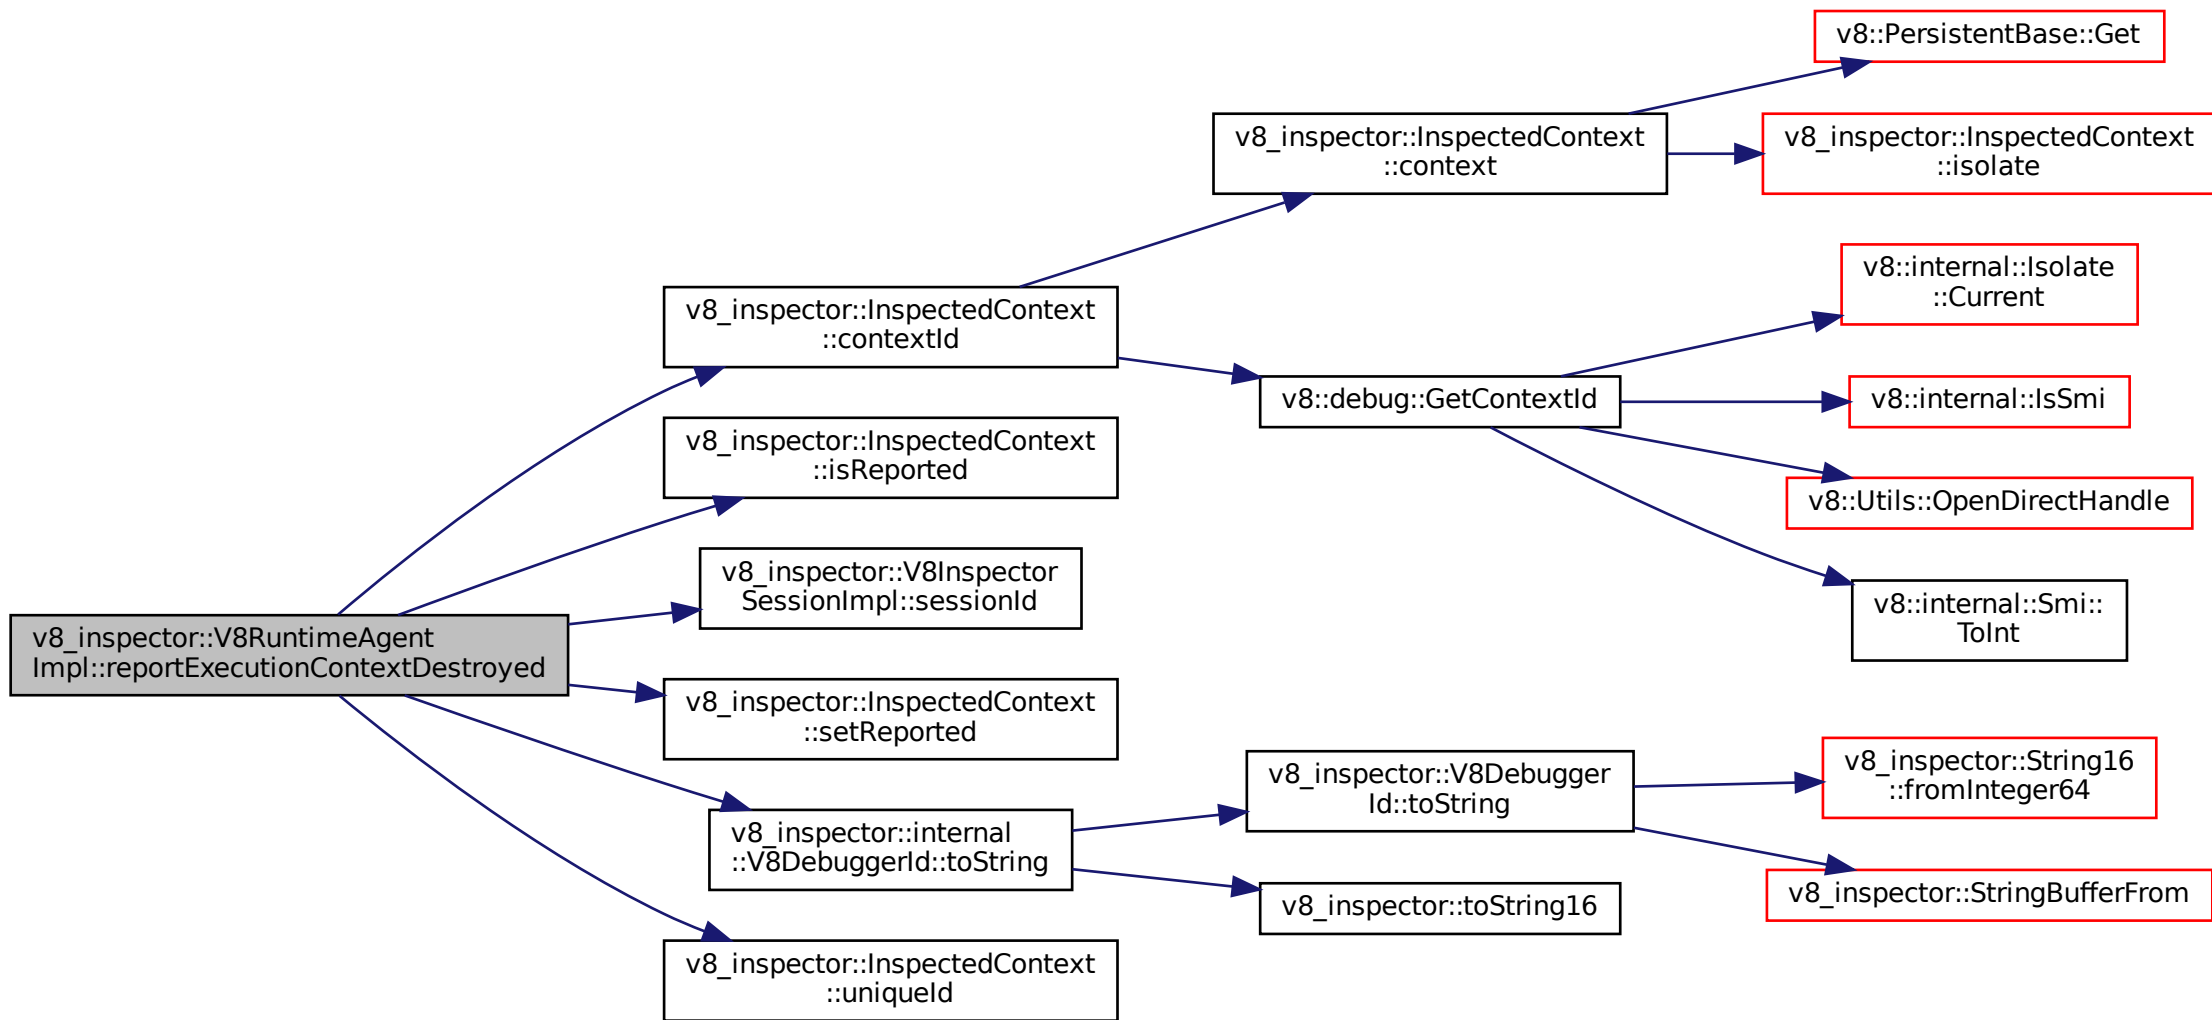 v8::PersistentBase::Get
v8_inspector::InspectedContext
::context
v8_inspector::InspectedContext
::isolate
v8::internal::Isolate
::Current
v8_inspector::InspectedContext
::contextId
v8::debug::GetContextId
v8::internal::IsSmi
v8_inspector::InspectedContext
::isReported
v8::Utils::OpenDirectHandle
v8_inspector::V8Inspector
SessionImpl::sessionId
v8::internal::Smi::
ToInt
v8_inspector::V8RuntimeAgent
Impl::reportExecutionContextDestroyed
v8_inspector::InspectedContext
::setReported
v8_inspector::V8Debugger
Id::toString
v8_inspector::String16
::fromInteger64
v8_inspector::internal
::V8DebuggerId::toString
v8_inspector::StringBufferFrom
v8_inspector::toString16
v8_inspector::InspectedContext
::uniqueId